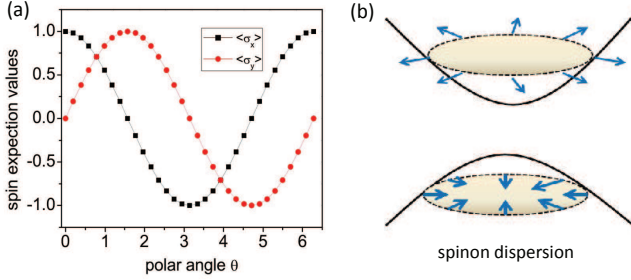 (a)
<σx>
<σy>
spin expection values
1.0
0.5
0.0
-0.5
-1.0
0 1 2 3 4 5 6
polar angle θ
(b)
spinon dispersion